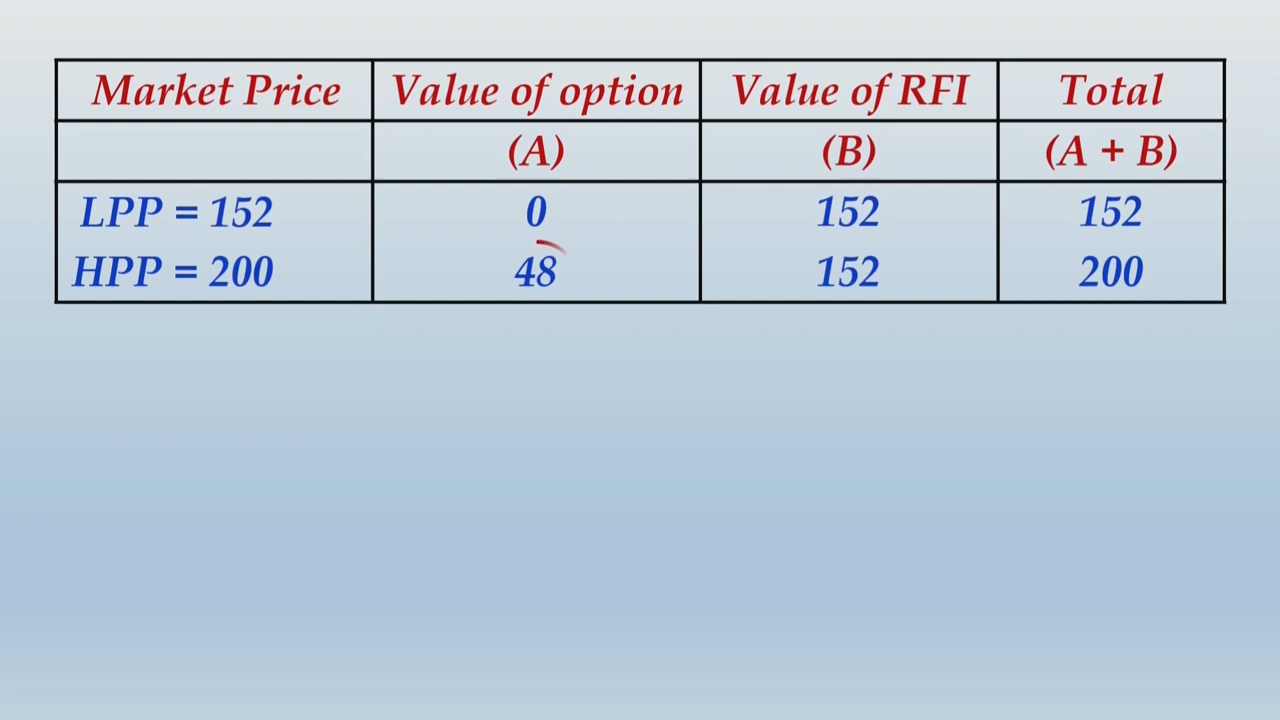 Market Price Value of option Value of RFI Total
(A) (B) (A + B)
LPP = 152 0 152 152
HPP = 200 48 152 200